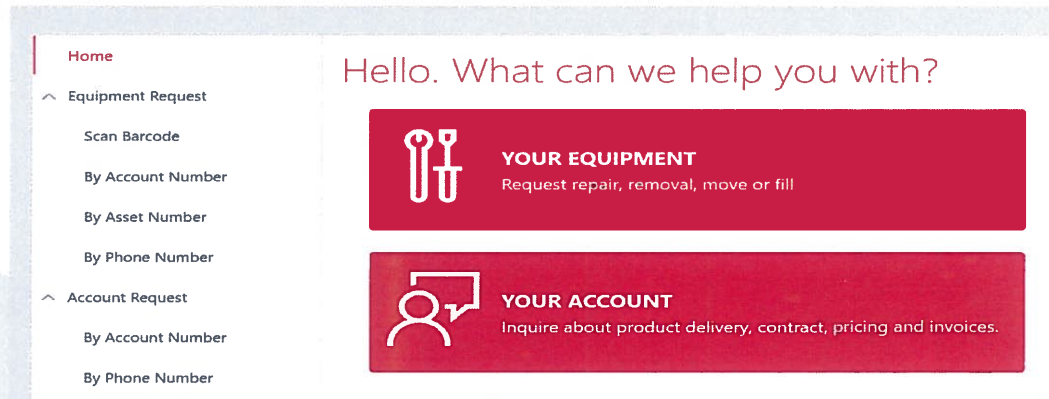 Home
Equipment Request
Scan Barcode
By Account Number
By Asset Number
By Phone Number
Account Request
By Account Number
By Phone Number
Hello. What can we help you with?
YOUR EQUIPMENT
Request repair, removal, move or fill
YOUR ACCOUNT
Inquire about product delivery, contract, pricing and invoices.